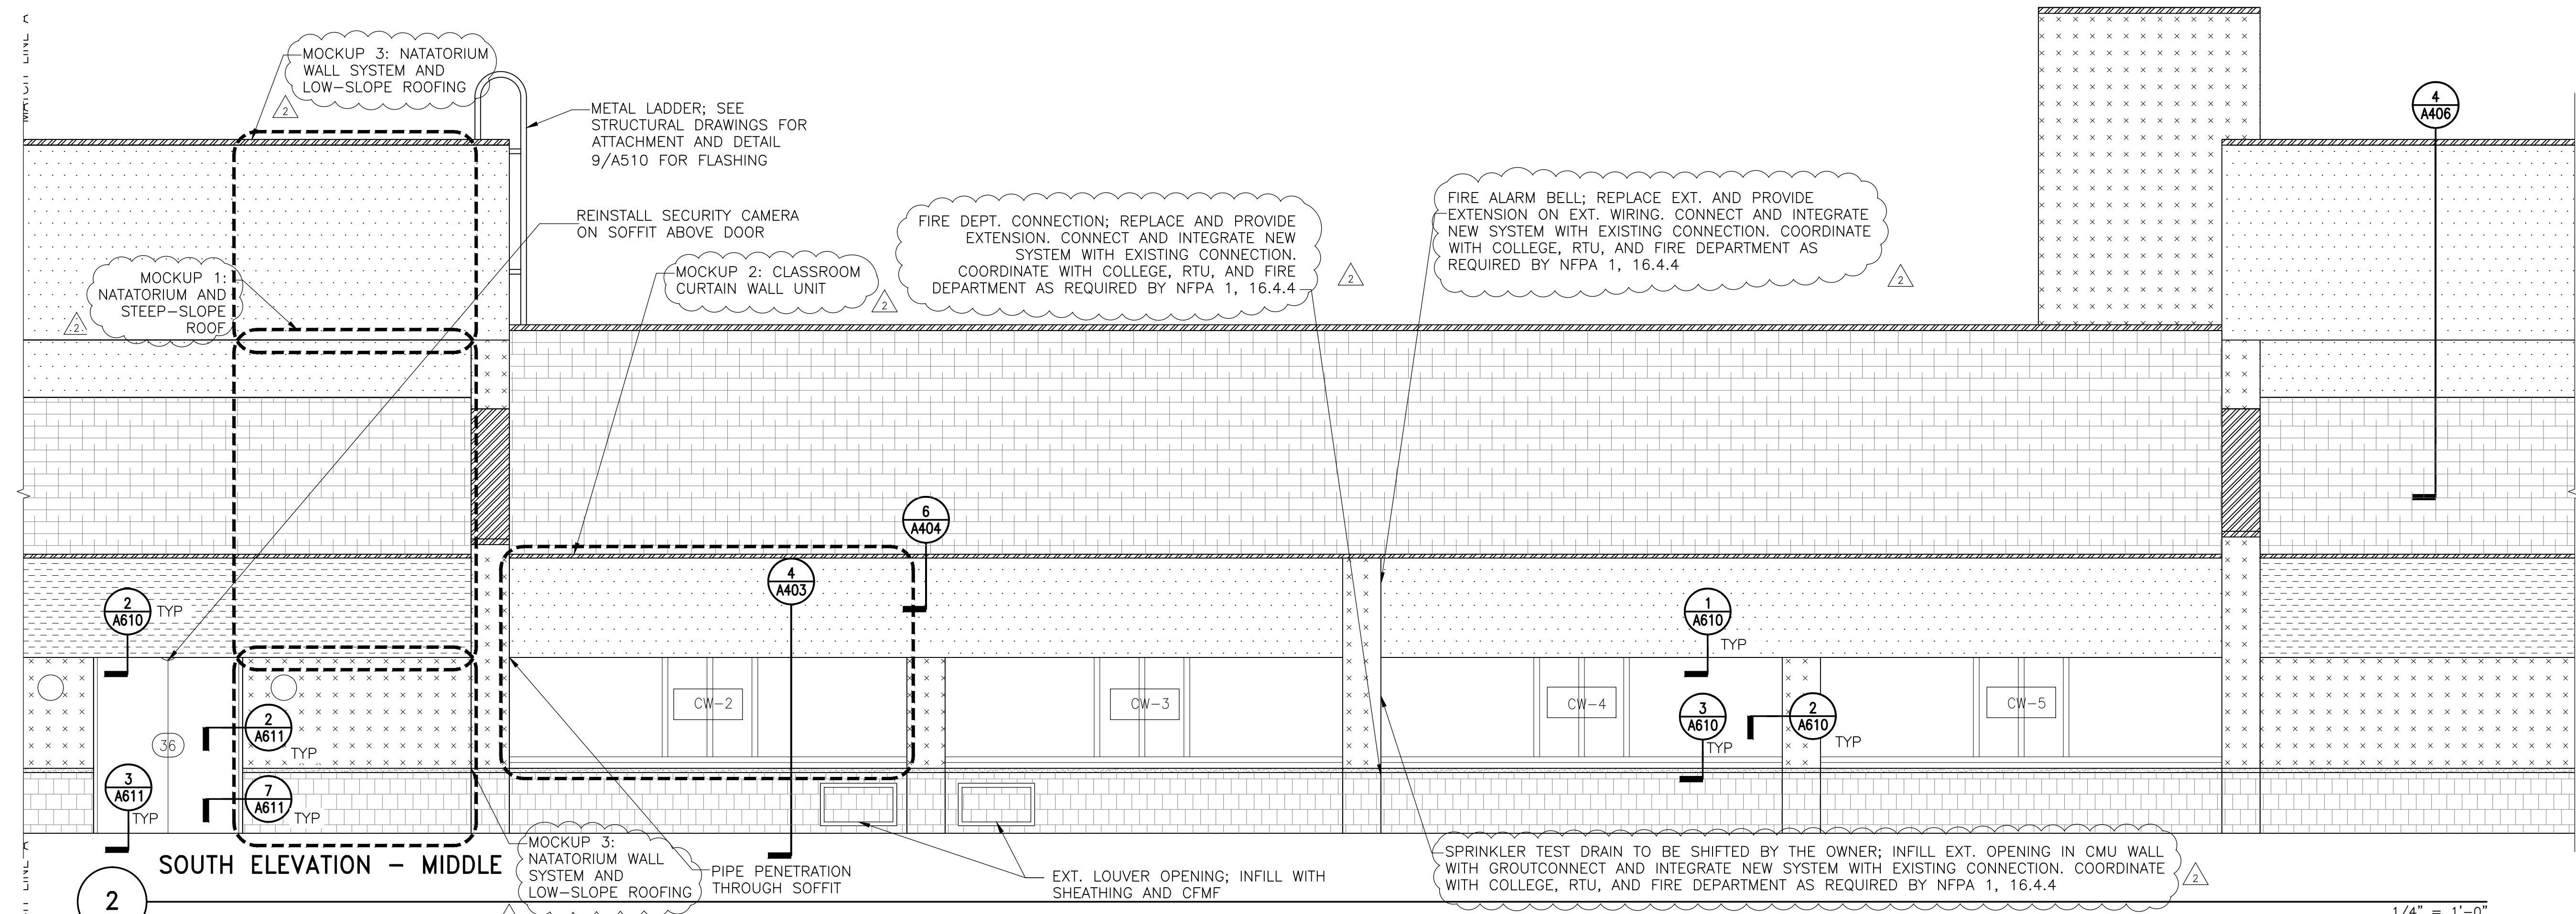 MOCKUP 3: NATATORIUM
WALL SYSTEM AND
LOW-SLOPE ROOFING
2
METAL LADDER; SEE
STRUCTURAL DRAWINGS FOR
ATTACHMENT AND DETAIL
9/A510 FOR FLASHING
4
A406
REINSTALL SECURITY CAMERA
ON SOFFIT ABOVE DOOR
FIRE DEPT. CONNECTION; REPLACE AND PROVIDE
EXTENSION. CONNECT AND INTEGRATE NEW
SYSTEM WITH EXISTING CONNECTION.
COORDINATE WITH COLLEGE, RTU, AND FIRE
DEPARTMENT AS REQUIRED BY NFPA 1, 16.4.4
2
FIRE ALARM BELL; REPLACE EXT. AND PROVIDE
EXTENSION ON EXT. WIRING. CONNECT AND INTEGRATE
NEW SYSTEM WITH EXISTING CONNECTION. COORDINATE
WITH COLLEGE, RTU, AND FIRE DEPARTMENT AS
REQUIRED BY NFPA 1, 16.4.4
2
MOCKUP 1:
NATATORIUM AND
STEEP-SLOPE
ROOF
2
MOCKUP 2: CLASSROOM
CURTAIN WALL UNIT
2
6
A404
4
A403
2
A610
TYP
1
A610
TYP
CW-2
CW-3
CW-4
CW-5
36
2
A611
TYP
3
A610
TYP
2
A610
TYP
3
A611
TYP
7
A611
TYP
SOUTH ELEVATION - MIDDLE
2
MOCKUP 3:
NATATORIUM WALL
SYSTEM AND
LOW-SLOPE ROOFING
PIPE PENETRATION
THROUGH SOFFIT
EXT. LOUVER OPENING; INFILL WITH
SHEATHING AND CFMF
SPRINKLER TEST DRAIN TO BE SHIFTED BY THE OWNER; INFILL EXT. OPENING IN CMU WALL
WITH GROUTCONNECT AND INTEGRATE NEW SYSTEM WITH EXISTING CONNECTION. COORDINATE
WITH COLLEGE, RTU, AND FIRE DEPARTMENT AS REQUIRED BY NFPA 1, 16.4.4
2
1/4" = 1'-0"